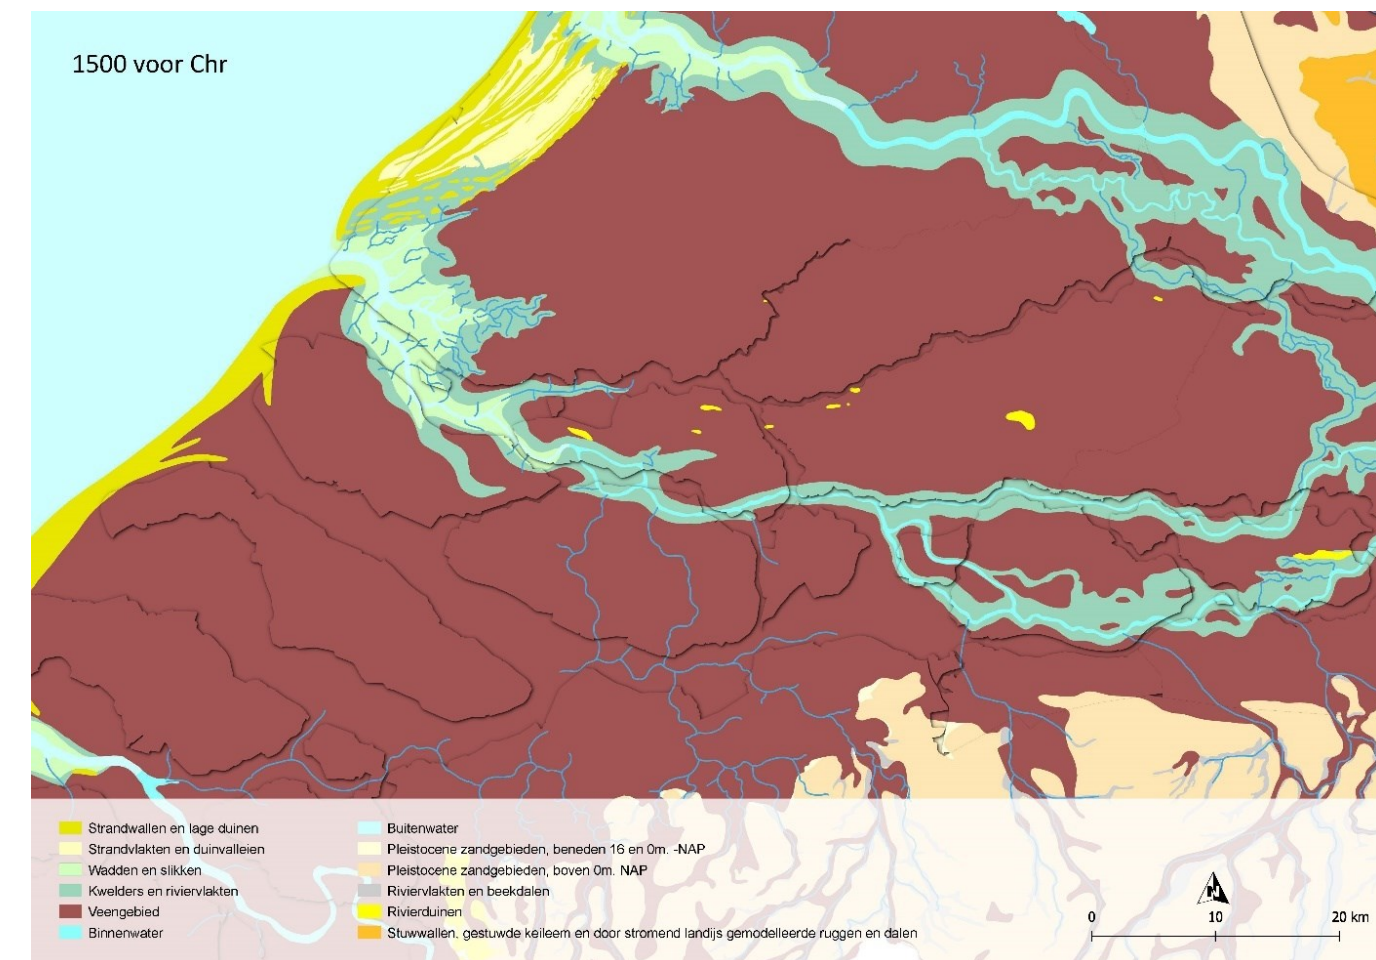 1500 voor Chr
Strandwallen en lage duinen
Strandvlakten en duinvalleien
Wadden en slikken
Kwelders en riviervlakten
Veengebied
Binnenwater
Buitenwater
Pleistocene zandgebieden, beneden 16 en 0m. -NAP
Pleistocene zandgebieden, boven 0m. NAP
Riviervlakten en beekdalen
Rivierduinen
Stuwwallen, gestuwde keileem en door stromend landijs gemodelleerde ruggen en dalen
N
0 10 20 km